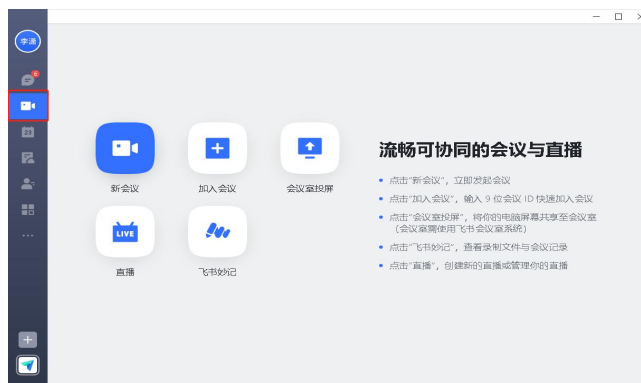 李潇
6
23
新会议
加入会议
会议室投屏
LIVE
直播
飞书妙记
流畅可协同的会议与直播
• 点击“新会议”，立即发起会议
• 点击“加入会议”，输入 9 位会议 ID 快速加入会议
• 点击“会议室投屏”，将你的电脑屏幕共享至会议室
（会议室需使用飞书会议室系统）
• 点击“飞书妙记”，查看录制文件与会议记录
• 点击“直播”，创建新的直播或管理你的直播